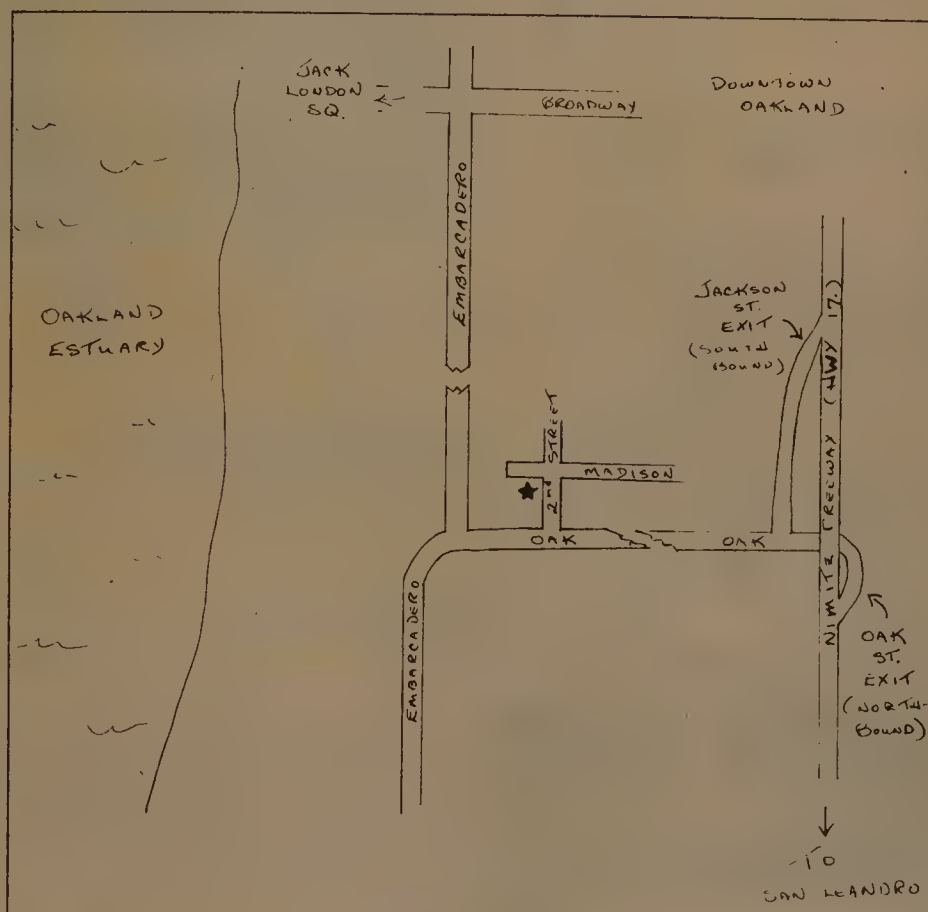 JACK
LONDON
SQ.
BROADWAY
DOWNTOWN
OAKLAND
EMBARCADERO
OAKLAND
ESTUARY
JACKSON
ST.
EXIT
(SOUTH
BOUND)
NIMITZ FREEWAY (HWY 17.)
2nd STREET
MADISON
OAK
OAK
EMBARCADERO
OAK
ST.
EXIT
(NORTH-
BOUND)
TO
SAN LEANDRO